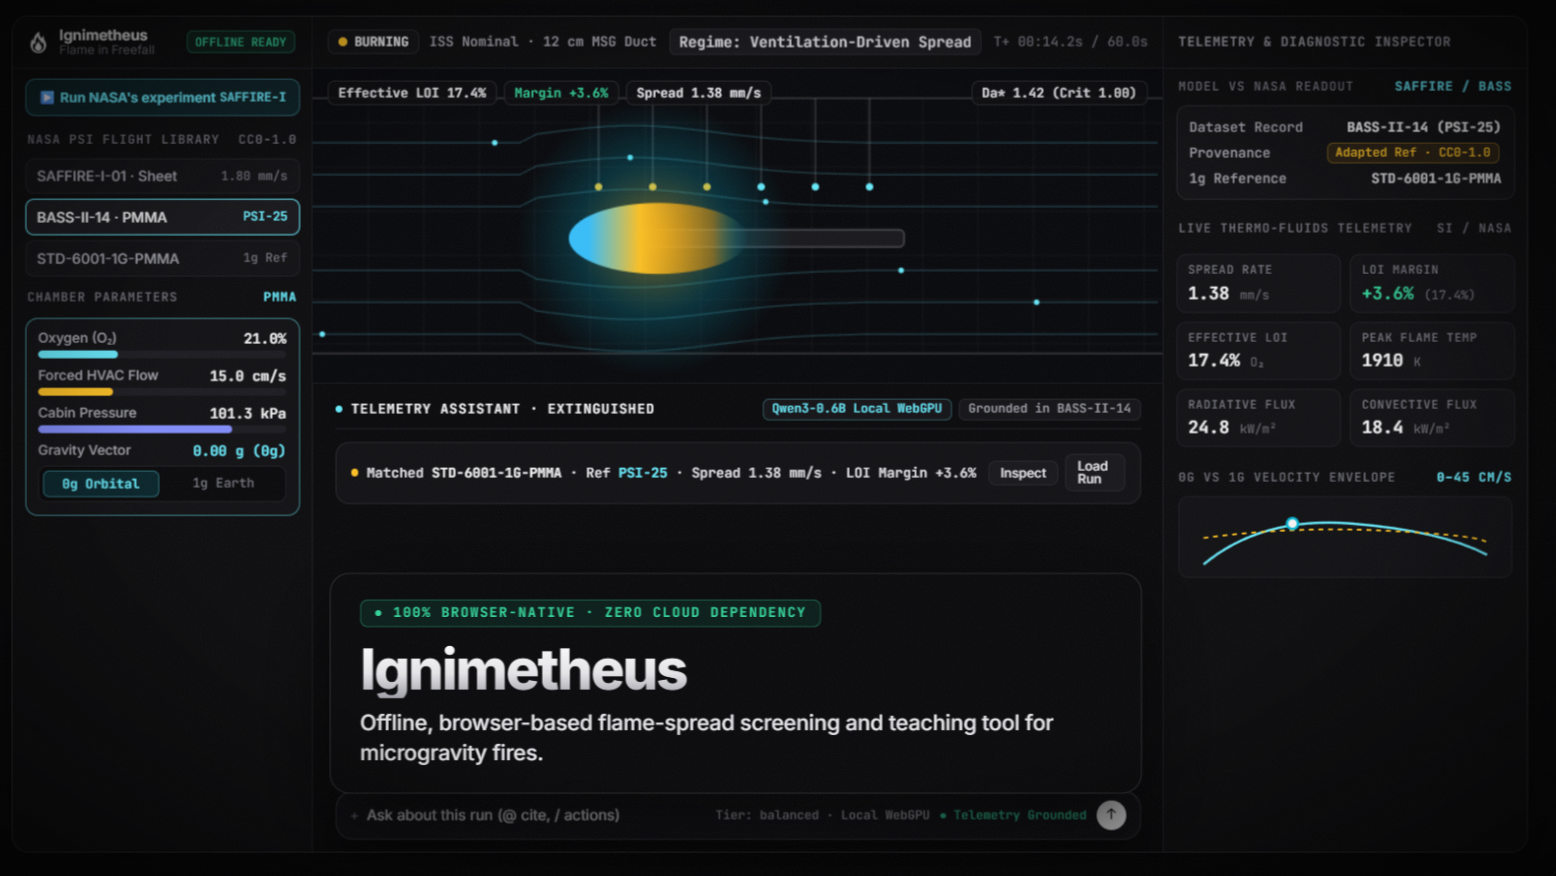 Ignimetheus
Flame in Freefall
OFFLINE READY
Run NASA's experiment SAFFIRE-I
NASA PSI FLIGHT LIBRARY CC0-1.0
SAFFIRE-I-01 · Sheet 1.80 mm/s
BASS-II-14 · PMMA PSI-25
STD-6001-1G-PMMA 1g Ref
CHAMBER PARAMETERS PMMA
Oxygen (O₂) 21.0%
Forced HVAC Flow 15.0 cm/s
Cabin Pressure 101.3 kPa
Gravity Vector 0.00 g (0g)
0g Orbital 1g Earth
BURNING ISS Nominal · 12 cm MSG Duct Regime: Ventilation-Driven Spread T+ 00:14.2s / 60.0s
Effective LOI 17.4% Margin +3.6% Spread 1.38 mm/s Da* 1.42 (Crit 1.00)
TELEMETRY ASSISTANT · EXTINGUISHED Qwen3-0.6B Local WebGPU Grounded in BASS-II-14
Matched STD-6001-1G-PMMA · Ref PSI-25 · Spread 1.38 mm/s · LOI Margin +3.6% Inspect Load
Run
100% BROWSER-NATIVE · ZERO CLOUD DEPENDENCY
Ignimetheus
Offline, browser-based flame-spread screening and teaching tool for
microgravity fires.
+ Ask about this run (@ cite, / actions) Tier: balanced · Local WebGPU • Telemetry Grounded ↑
TELEMETRY & DIAGNOSTIC INSPECTOR
MODEL VS NASA READOUT SAFFIRE / BASS
Dataset Record BASS-II-14 (PSI-25)
Provenance Adapted Ref · CC0-1.0
1g Reference STD-6001-1G-PMMA
LIVE THERMO-FLUIDS TELEMETRY SI / NASA
SPREAD RATE LOI MARGIN
1.38 mm/s +3.6% (17.4%)
EFFECTIVE LOI PEAK FLAME TEMP
17.4% O₂ 1910 K
RADIATIVE FLUX CONVECTIVE FLUX
24.8 kW/m² 18.4 kW/m²
0G VS 1G VELOCITY ENVELOPE 0–45 CM/S